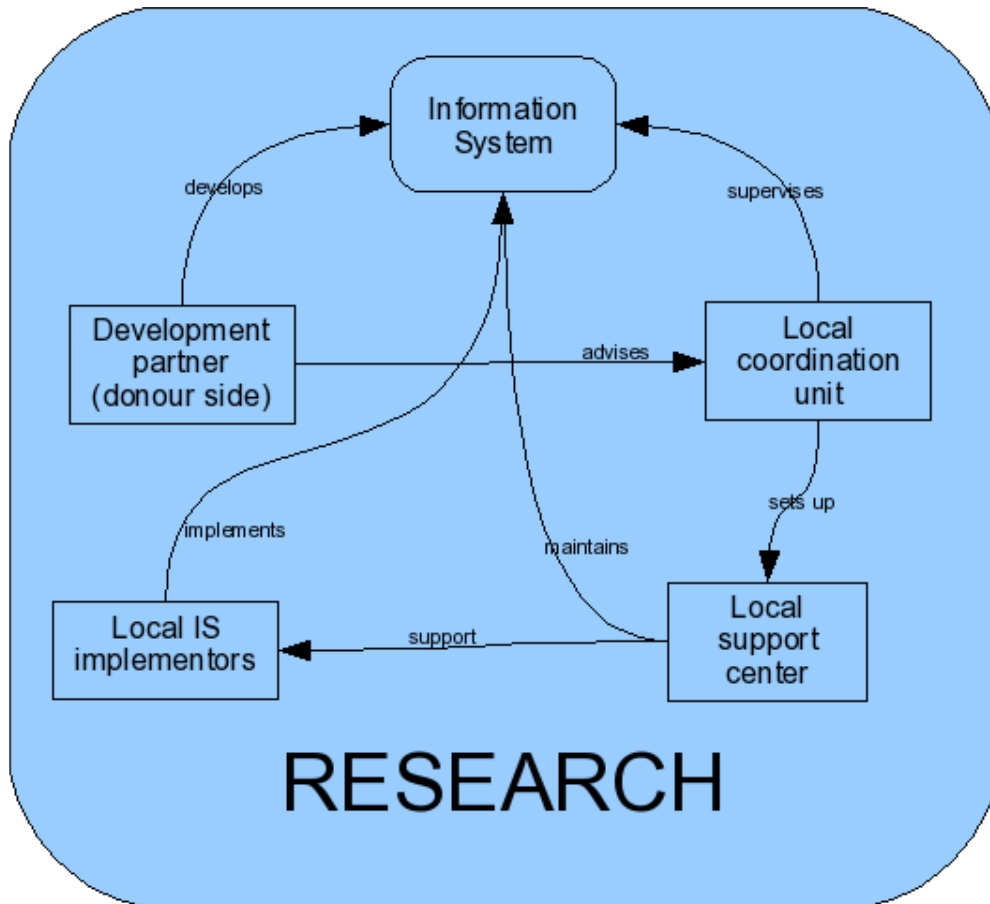 Information
System
develops
supervises
Development
partner
(donour side)
advises
Local
coordination
unit
sets up
implements
maintains
Local IS
implementors
support
Local
support
center
RESEARCH